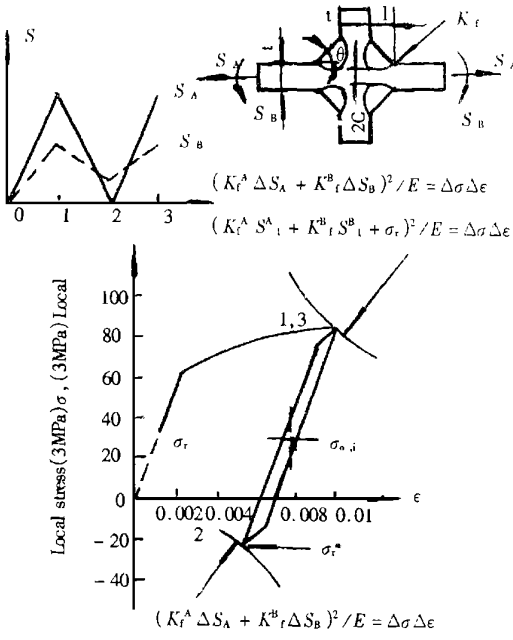 S
t
1
K f
θ
t
S A
S A
S B
S B
2C
S A
S B
0 1 2 3
(K f^A ΔS A + K^B f ΔS B)² / E = ΔσΔε
(K f^A S^A 1 + K^B f S^B 1 + σ r)² / E = ΔσΔε
Local stress(3MPa)σ, (3MPa) Local
100
80
60
40
20
0
− 20
− 40
1,3
σ r
σ o,i
0.002 0.004 0.008 0.01
ε
2
σ r*
(K f^A ΔS A + K^B f ΔS B)² / E = ΔσΔε